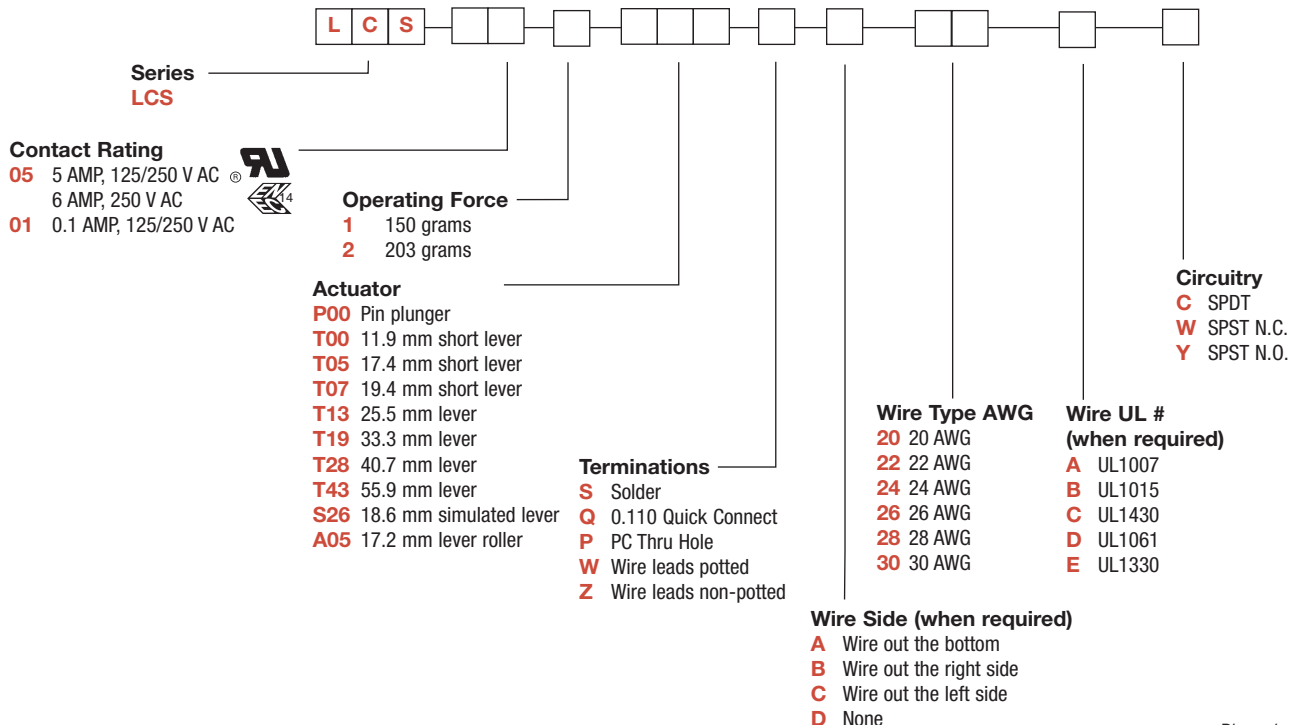 L C S
Series
LCS
Contact Rating
05 5 AMP, 125/250 V AC ®
6 AMP, 250 V AC
14
01 0.1 AMP, 125/250 V AC
Operating Force
1 150 grams
2 203 grams
Actuator
P00 Pin plunger
T00 11.9 mm short lever
T05 17.4 mm short lever
T07 19.4 mm short lever
T13 25.5 mm lever
T19 33.3 mm lever
T28 40.7 mm lever
T43 55.9 mm lever
S26 18.6 mm simulated lever
A05 17.2 mm lever roller
Terminations
S Solder
Q 0.110 Quick Connect
P PC Thru Hole
W Wire leads potted
Z Wire leads non-potted
Wire Side (when required)
A Wire out the bottom
B Wire out the right side
C Wire out the left side
D None
Wire Type AWG
20 20 AWG
22 22 AWG
24 24 AWG
26 26 AWG
28 28 AWG
30 30 AWG
Wire UL #
(when required)
A UL1007
B UL1015
C UL1430
D UL1061
E UL1330
Circuitry
C SPDT
W SPST N.C.
Y SPST N.O.